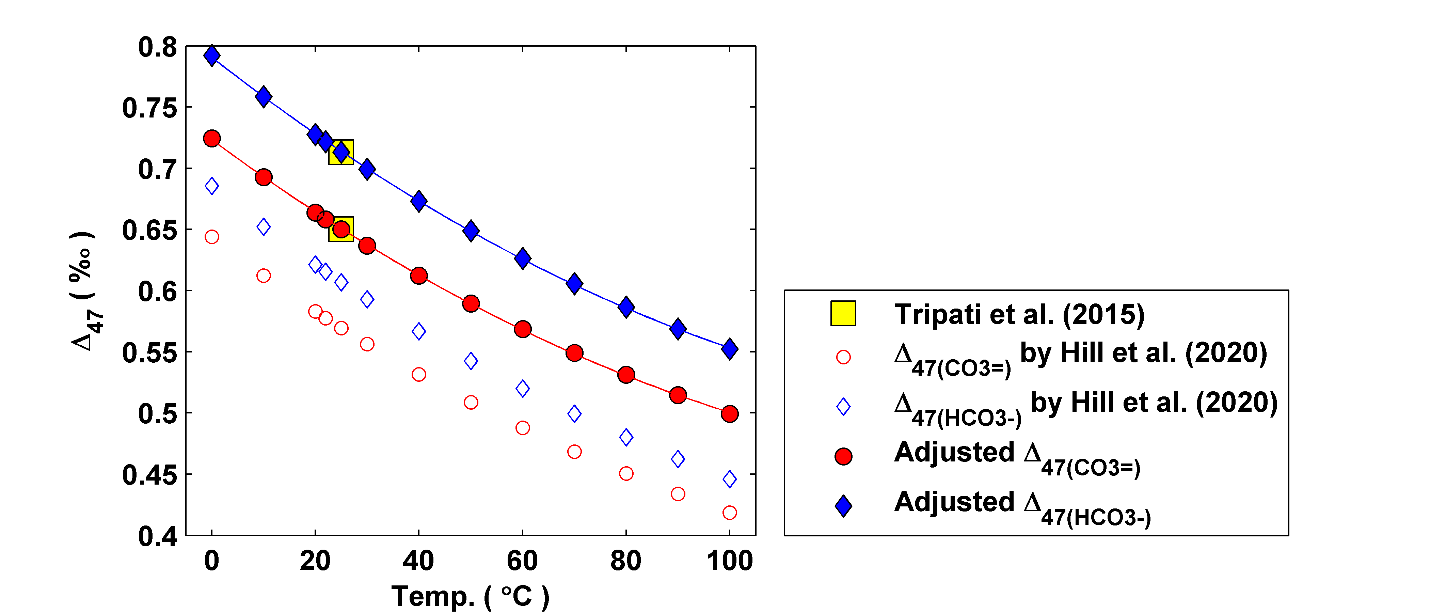 0.8
0.75
0.7
0.65
0.6
0.55
0.5
0.45
0.4
Δ47 ( ‰ )
0 20 40 60 80 100
Temp. ( °C )
Tripati et al. (2015)
Δ47(CO3=) by Hill et al. (2020)
Δ47(HCO3-) by Hill et al. (2020)
Adjusted Δ47(CO3=)
Adjusted Δ47(HCO3-)